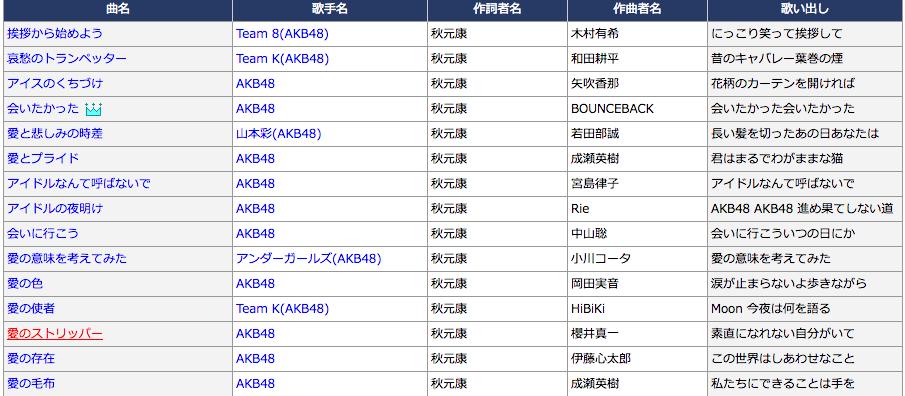 曲名 歌手名 作詞者名 作曲者名 歌い出し
挨拶から始めよう Team 8(AKB48) 秋元康 木村有希 にっこり笑って挨拶して
哀愁のトランペッター Team K(AKB48) 秋元康 和田耕平 昔のキャバレー葉巻の煙
アイスのくちづけ AKB48 秋元康 矢吹香那 花柄のカーテンを開ければ
会いたかった AKB48 秋元康 BOUNCEBACK 会いたかった会いたかった
愛と悲しみの時差 山本彩(AKB48) 秋元康 若田部誠 長い髪を切ったあの日あなたは
愛とプライド AKB48 秋元康 成瀬英樹 君はまるでわがままな猫
アイドルなんて呼ばないで AKB48 秋元康 宮島律子 アイドルなんて呼ばないで
アイドルの夜明け AKB48 秋元康 Rie AKB48 AKB48 進め果てしない道
会いに行こう AKB48 秋元康 中山聡 会いに行こういつの日にか
愛の意味を考えてみた アンダーガールズ(AKB48) 秋元康 小川コータ 愛の意味を考えてみた
愛の色 AKB48 秋元康 岡田実音 涙が止まらないよ歩きながら
愛の使者 Team K(AKB48) 秋元康 HiBiKi Moon 今夜は何を語る
愛のストリッパー AKB48 秋元康 櫻井真一 素直になれない自分がいて
愛の存在 AKB48 秋元康 伊藤心太郎 この世界はしあわせなこと
愛の毛布 AKB48 秋元康 成瀬英樹 私たちにできることは手を